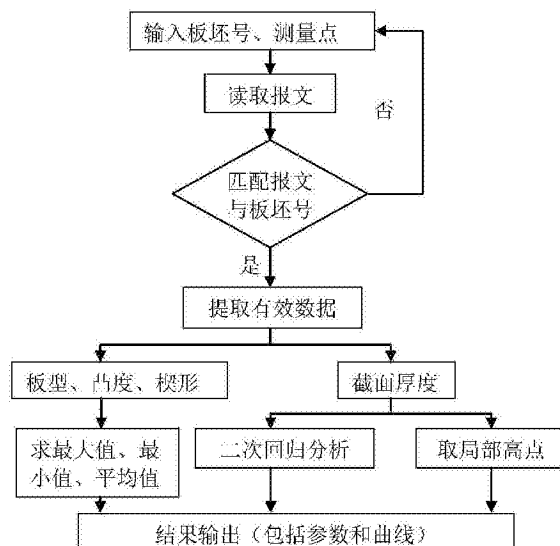 输入板坯号、测量点
读取报文
否
匹配报文
与板坯号
是
提取有效数据
板型、凸度、楔形
截面厚度
求最大值、最
小值、平均值
二次回归分析
取局部高点
结果输出（包括参数和曲线）